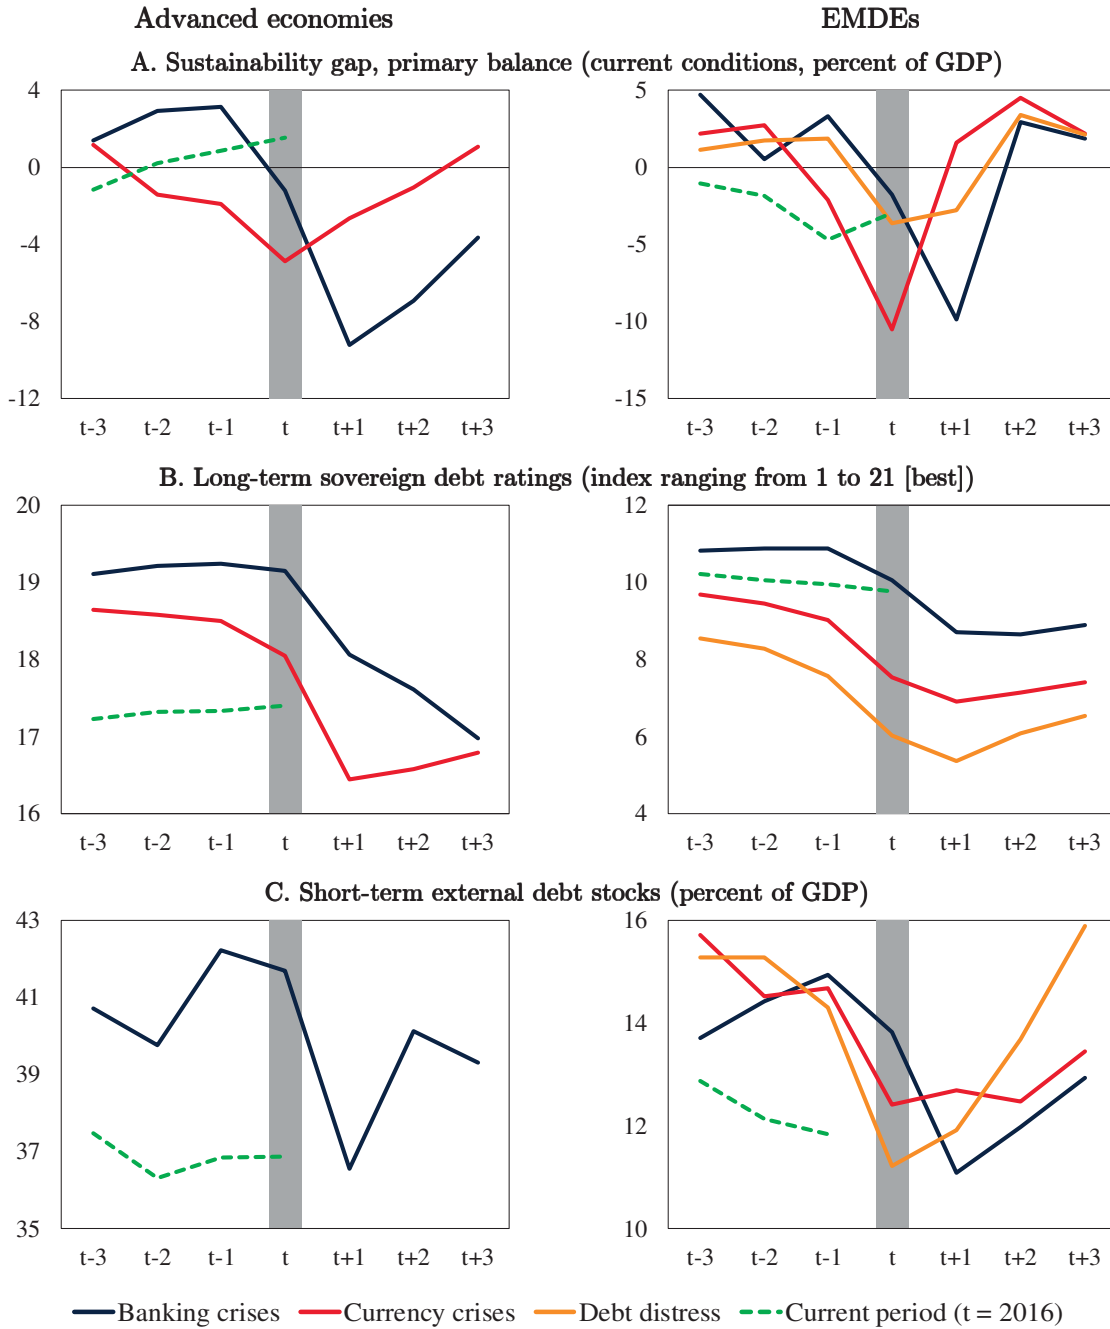 Advanced economies
EMDEs
A. Sustainability gap, primary balance (current conditions, percent of GDP)
4
0
-4
-8
-12
t-3 t-2 t-1 t t+1 t+2 t+3
5
0
-5
-10
-15
t-3 t-2 t-1 t t+1 t+2 t+3
B. Long-term sovereign debt ratings (index ranging from 1 to 21 [best])
20
19
18
17
16
t-3 t-2 t-1 t t+1 t+2 t+3
12
10
8
6
4
t-3 t-2 t-1 t t+1 t+2 t+3
C. Short-term external debt stocks (percent of GDP)
43
41
39
37
35
t-3 t-2 t-1 t t+1 t+2 t+3
16
14
12
10
t-3 t-2 t-1 t t+1 t+2 t+3
Banking crises Currency crises Debt distress Current period (t = 2016)